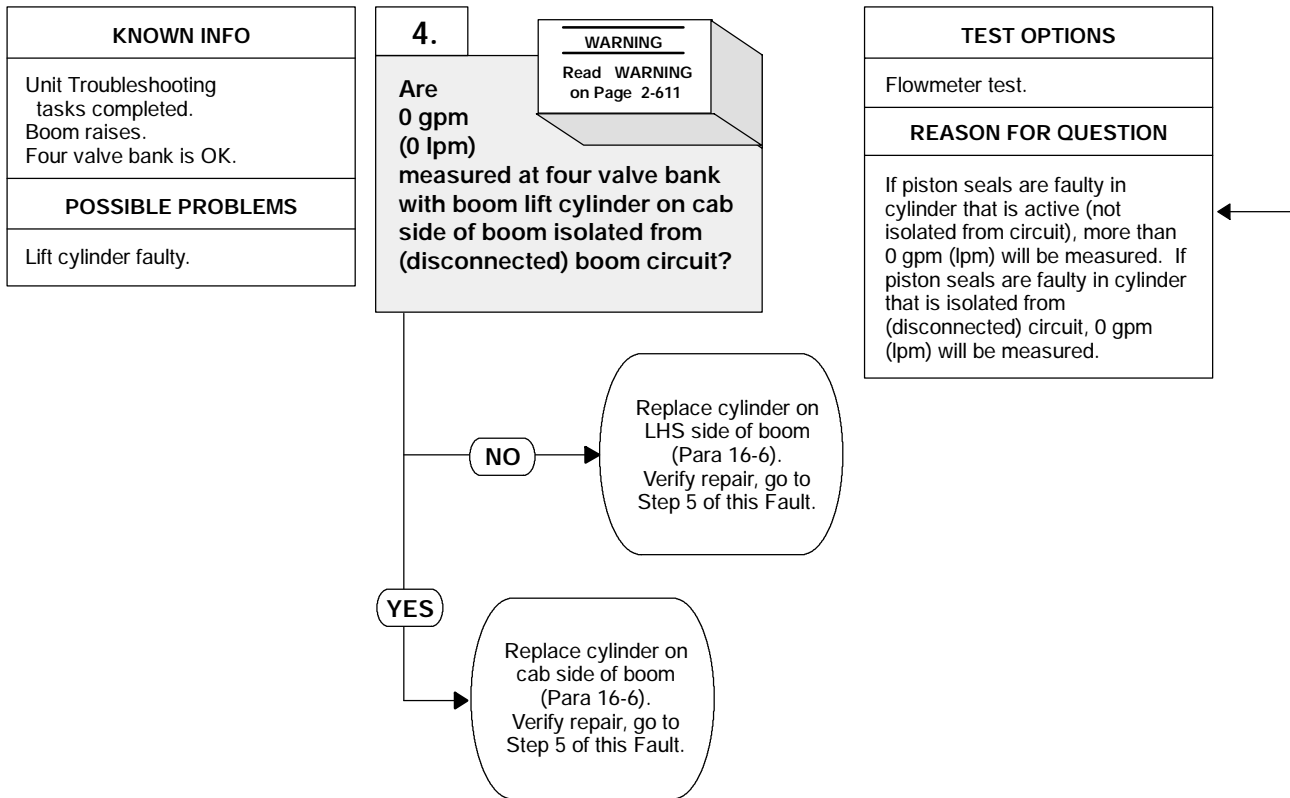 KNOWN INFO
Unit Troubleshooting
tasks completed.
Boom raises.
Four valve bank is OK.
POSSIBLE PROBLEMS
Lift cylinder faulty.
4.
WARNING
Read WARNING
on Page 2-611
Are
0 gpm
(0 lpm)
measured at four valve bank
with boom lift cylinder on cab
side of boom isolated from
(disconnected) boom circuit?
TEST OPTIONS
Flowmeter test.
REASON FOR QUESTION
If piston seals are faulty in
cylinder that is active (not
isolated from circuit), more than
0 gpm (lpm) will be measured. If
piston seals are faulty in cylinder
that is isolated from
(disconnected) circuit, 0 gpm
(lpm) will be measured.
NO
Replace cylinder on
LHS side of boom
(Para 16-6).
Verify repair, go to
Step 5 of this Fault.
YES
Replace cylinder on
cab side of boom
(Para 16-6).
Verify repair, go to
Step 5 of this Fault.